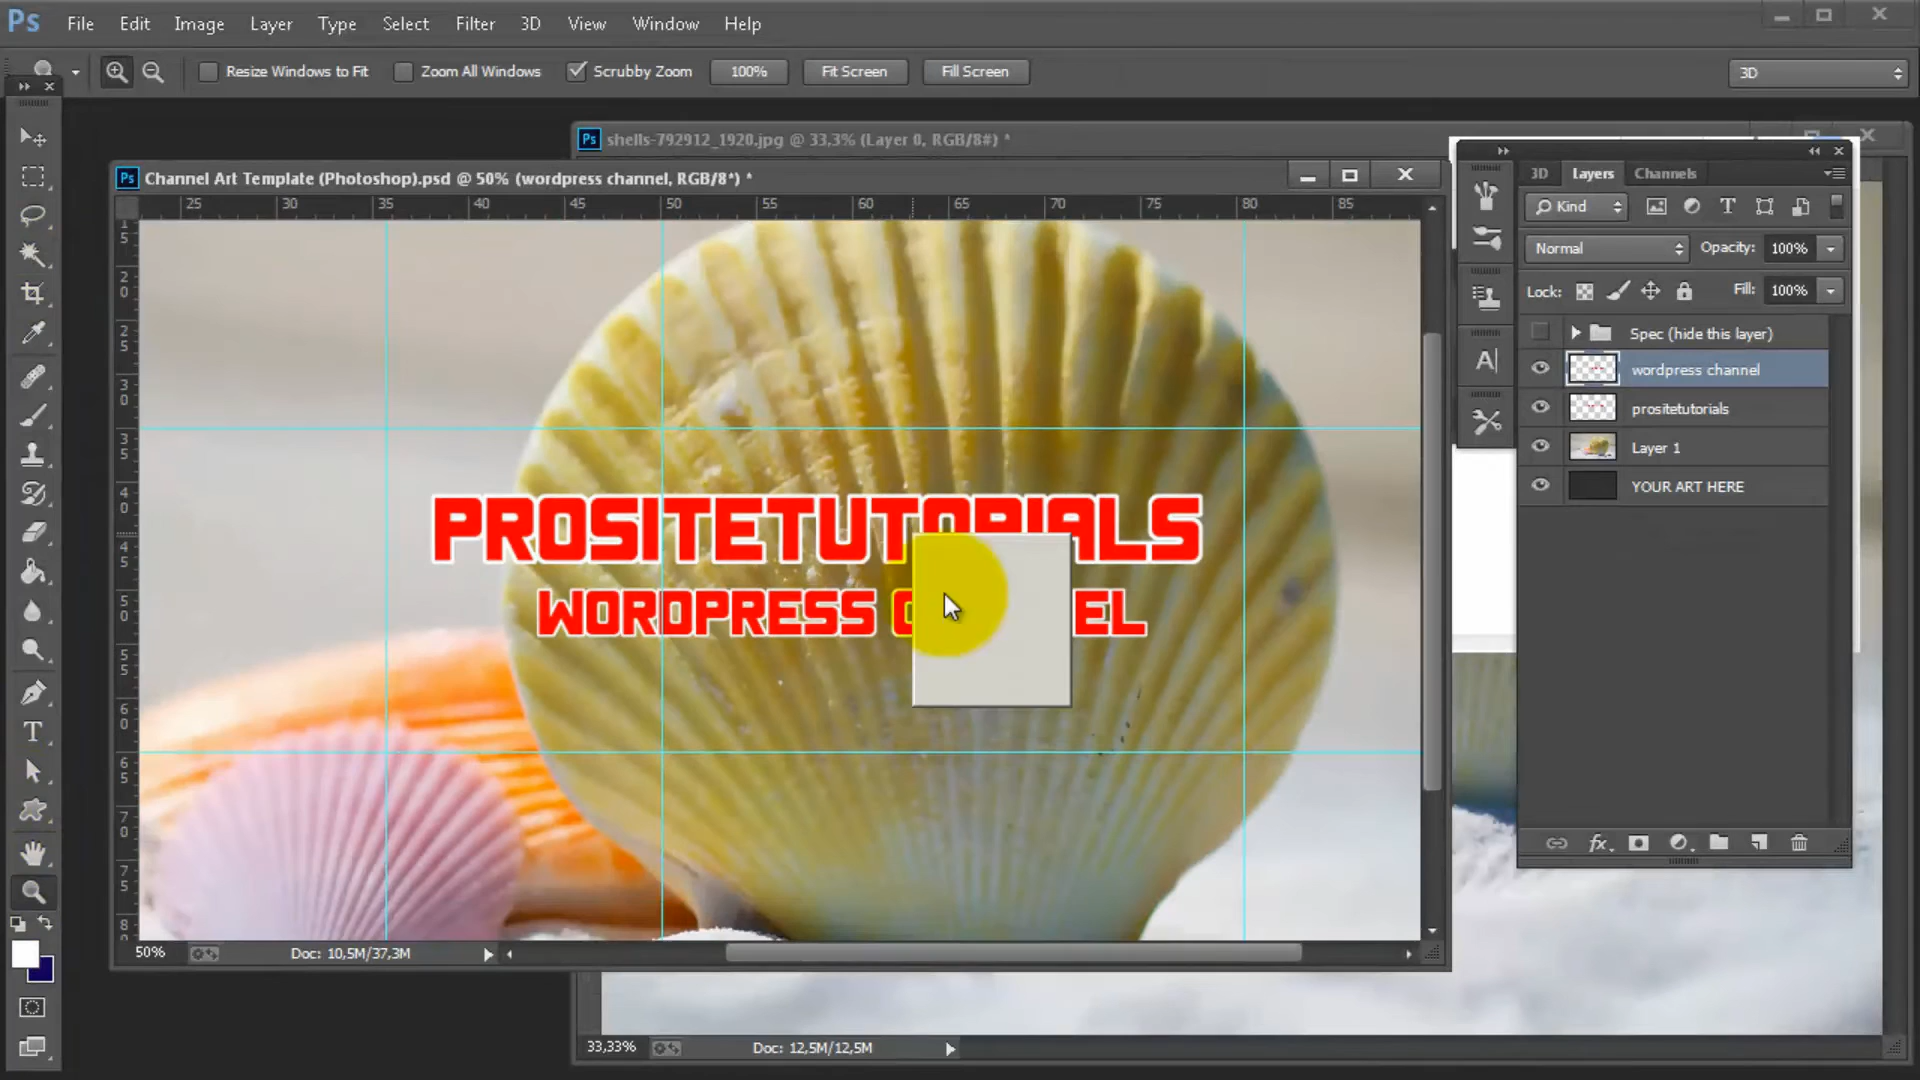 Ps File Edit Image Layer Type Select Filter 3D View Window Help
Resize Windows to Fit Zoom All Windows Scrubby Zoom 100% Fit Screen Fill Screen 3D
Ps shells-792912_1920.jpg @ 33,3% (Layer 0, RGB/8#) *
Ps Channel Art Template (Photoshop).psd @ 50% (wordpress channel, RGB/8*) *
25 30 35 40 45 50 55 60 65 70 75 80 85
3D Layers Channels
Kind
Normal Opacity: 100%
Lock: Fill: 100%
Spec (hide this layer)
wordpress channel
prositetutorials
Layer 1
YOUR ART HERE
PROSITETUTORIALS
WORDPRESS C EL
50% Doc: 10,5M/37,3M
33,33% Doc: 12,5M/12,5M